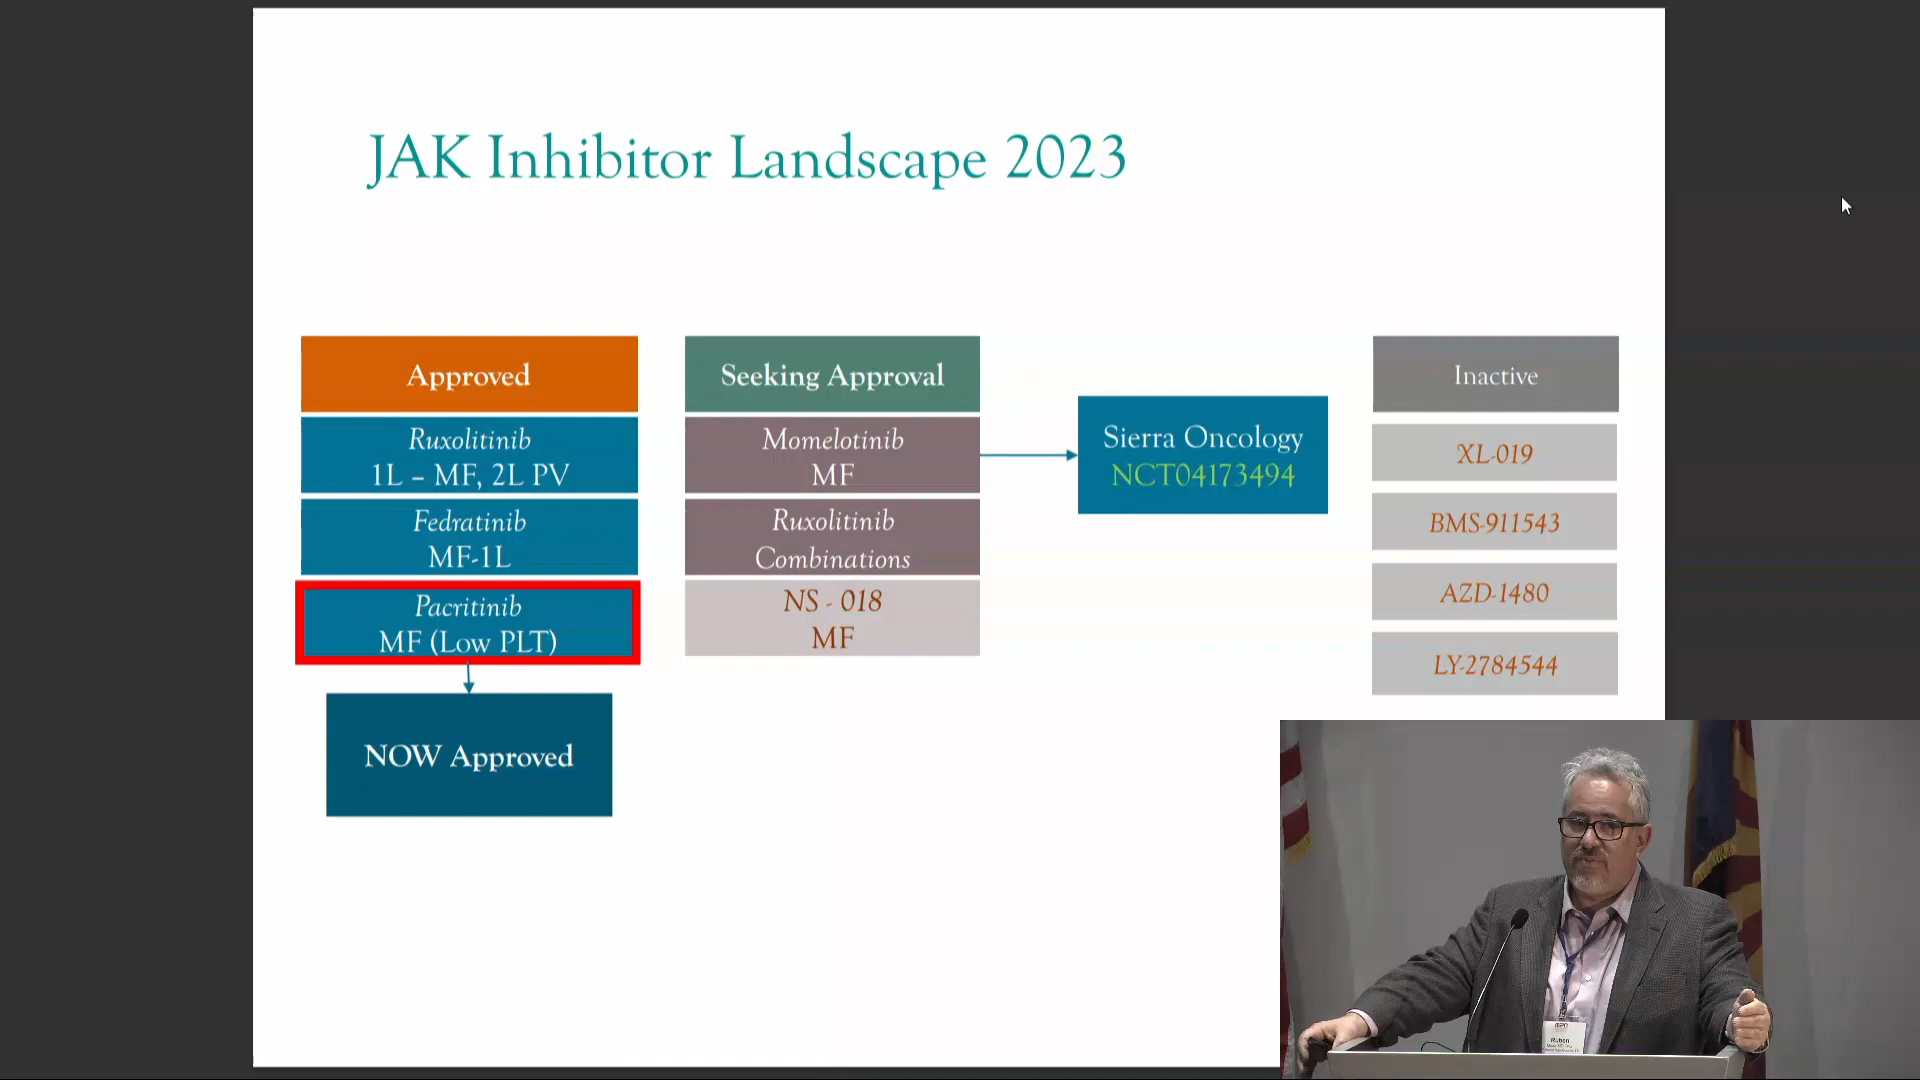 JAK Inhibitor Landscape 2023
Approved
Ruxolitinib
1L – MF, 2L PV
Fedratinib
MF-1L
Pacritinib
MF (Low PLT)
NOW Approved
Seeking Approval
Momelotinib
MF
Ruxolitinib
Combinations
NS - 018
MF
Sierra Oncology
NCT04173494
Inactive
XL-019
BMS-911543
AZD-1480
LY-2784544
Ruben